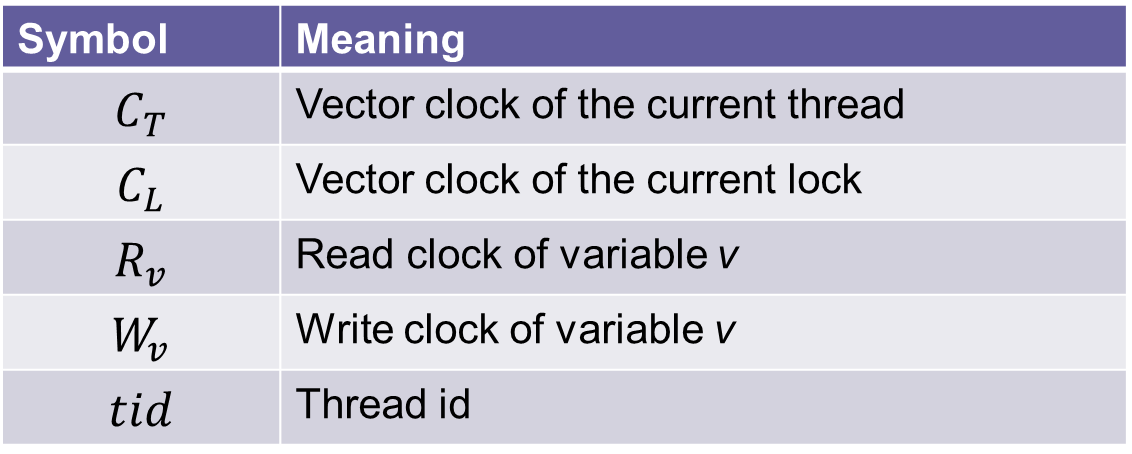 Symbol Meaning
C_T Vector clock of the current thread
C_L Vector clock of the current lock
R_v Read clock of variable v
W_v Write clock of variable v
tid Thread id